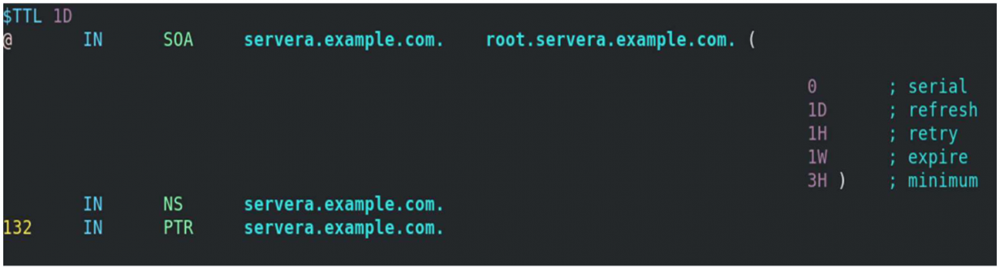 $TTL 1D
@ IN SOA servera.example.com. root.servera.example.com. (
0 ; serial
1D ; refresh
1H ; retry
1W ; expire
3H ) ; minimum
IN NS servera.example.com.
132 IN PTR servera.example.com.